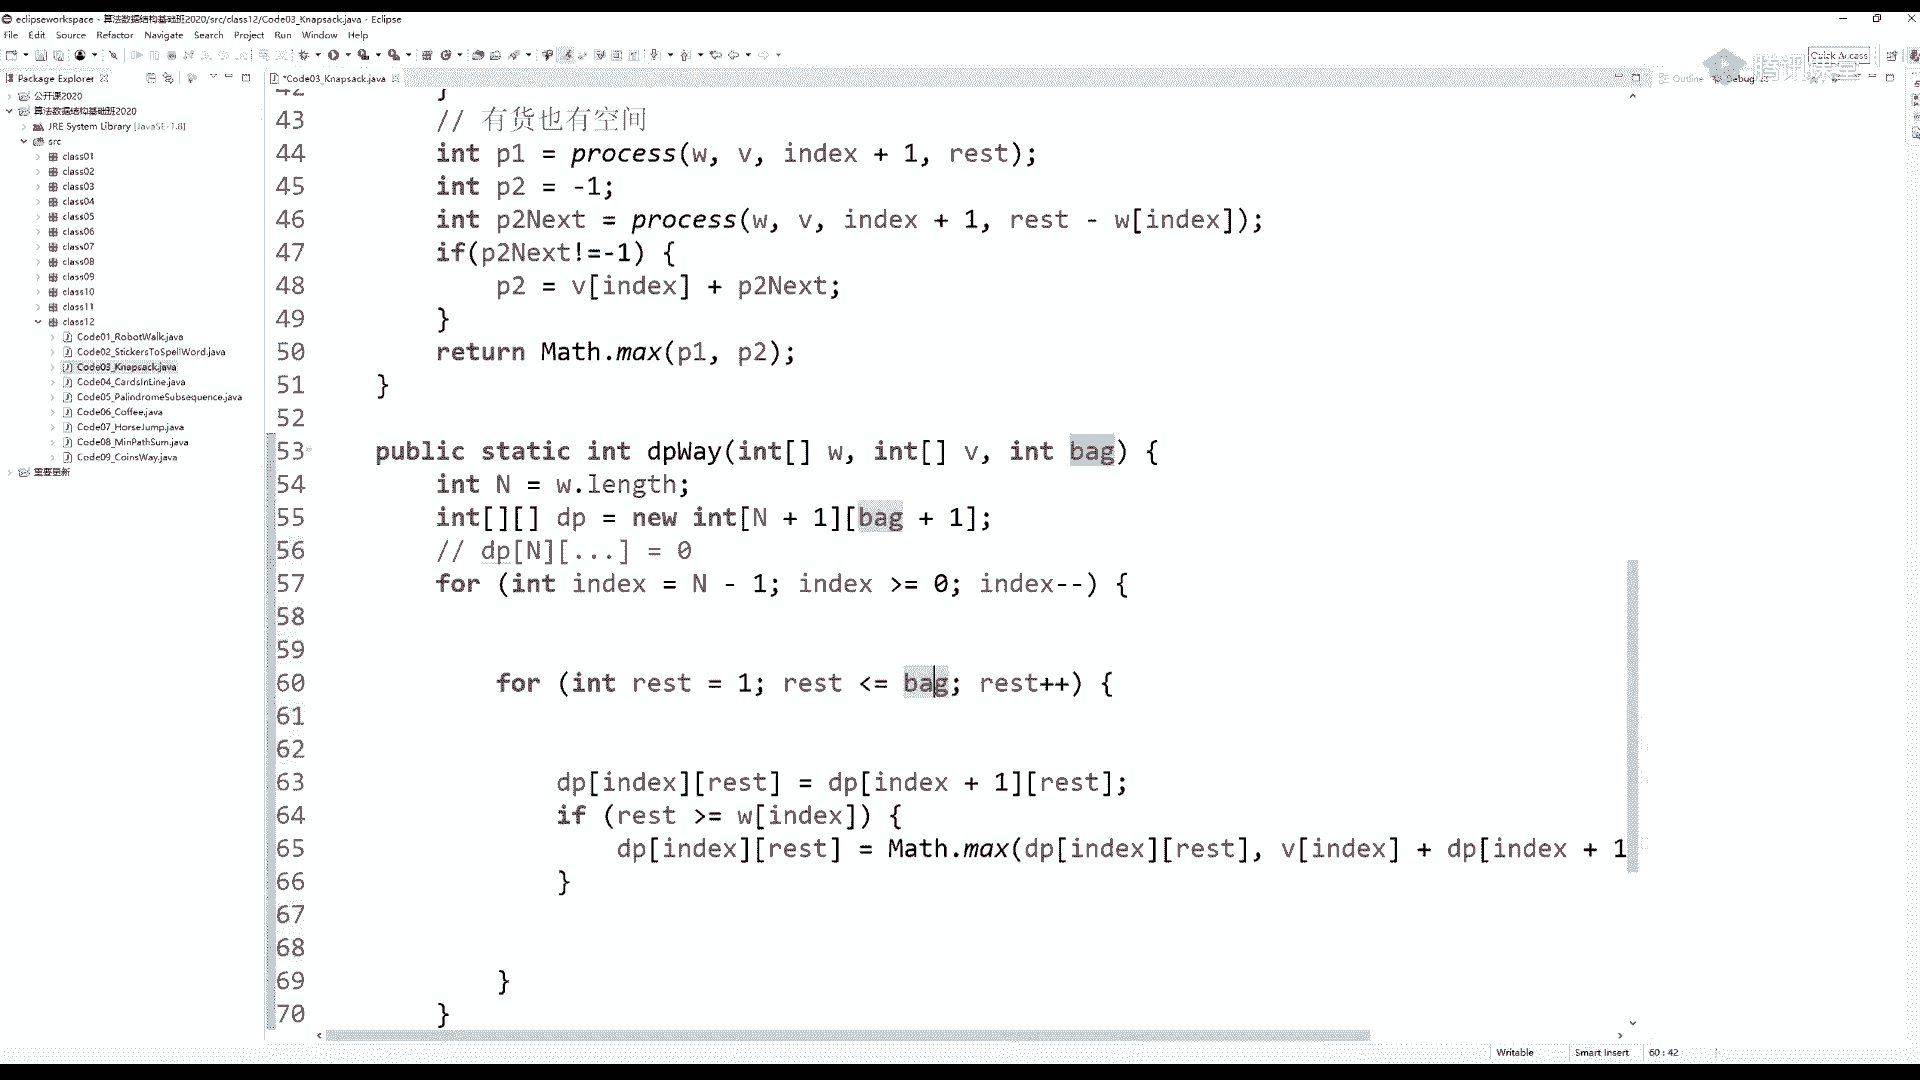 eclipseworkspace - 算法数据结构基础班2020/src/class12/Code03_Knapsack.java - Eclipse
File Edit Source Refactor Navigate Search Project Run Window Help
Quick Access
腾讯课堂
Package Explorer
*Code03_Knapsack.java
Outline
Debug
公开课2020
算法数据结构基础班2020
JRE System Library [JavaSE-1.8]
src
class01
class02
class03
class04
class05
class06
class07
class08
class09
class10
class11
class12
Code01_RobotWalk.java
Code02_StickersToSpellWord.java
Code03_Knapsack.java
Code04_CardsInLine.java
Code05_PalindromeSubsequence.java
Code06_Coffee.java
Code07_HorseJump.java
Code08_MinPathSum.java
Code09_CoinsWay.java
重要更新
42 }
43 // 有货也有空间
44 int p1 = process(w, v, index + 1, rest);
45 int p2 = -1;
46 int p2Next = process(w, v, index + 1, rest - w[index]);
47 if(p2Next!=-1) {
48 p2 = v[index] + p2Next;
49 }
50 return Math.max(p1, p2);
51 }
52
53 public static int dpWay(int[] w, int[] v, int bag) {
54 int N = w.length;
55 int[][] dp = new int[N + 1][bag + 1];
56 // dp[N][...] = 0
57 for (int index = N - 1; index >= 0; index--) {
58
59
60 for (int rest = 1; rest <= bag; rest++) {
61
62
63 dp[index][rest] = dp[index + 1][rest];
64 if (rest >= w[index]) {
65 dp[index][rest] = Math.max(dp[index][rest], v[index] + dp[index + 1
66 }
67
68
69 }
70 }
Writable Smart Insert 60 : 42